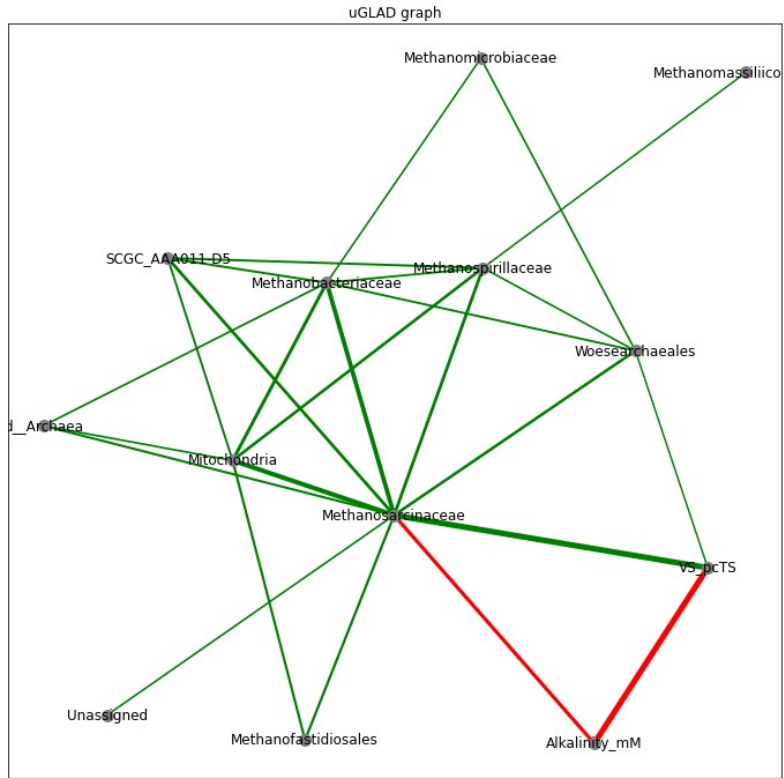 uGLAD graph
Methanomicrobiaceae
Methanomassiliico
SCGC_AAA011-D5
Methanospirillaceae
Methanobacteriaceae
Woesearchaeales
d__Archaea
Mitochondria
Methanosarcinaceae
VS_pcTS
Unassigned
Methanofastidiosales
Alkalinity_mM